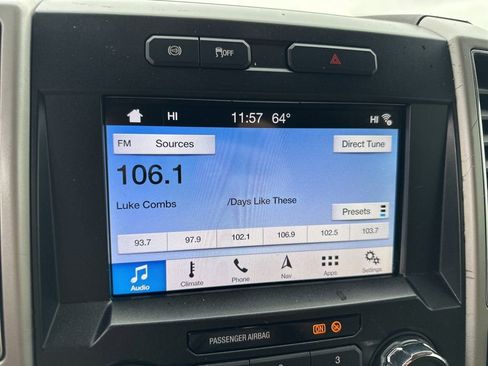 OFF
HI 11:57 64° HI
FM Sources Direct Tune
106.1
Luke Combs /Days Like These
Presets
93.7 97.9 102.1 106.9 102.5 103.7
Audio Climate Phone Nav Apps Settings
PASSENGER AIRBAG ON
3